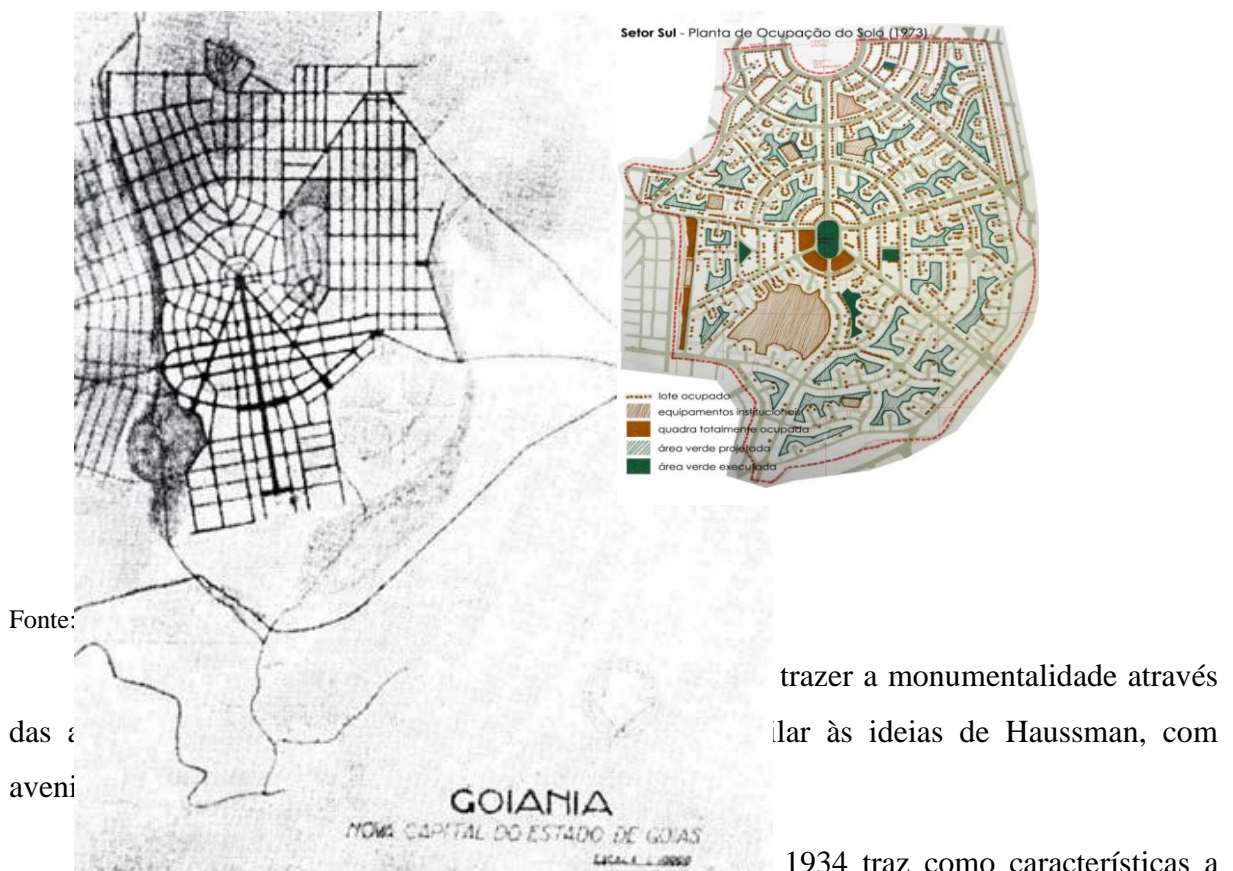 Setor Sul - Planta de Ocupação do Solo (1973)
lote ocupado
equipamentos institucionais
quadra totalmente ocupada
área verde projetada
área verde executada
Fonte:
trazer a monumentalidade através
das
às ideias de Haussman, com
GOIANIA
NOVA CAPITAL DO ESTADO DE GOIAS
1934 traz como características a